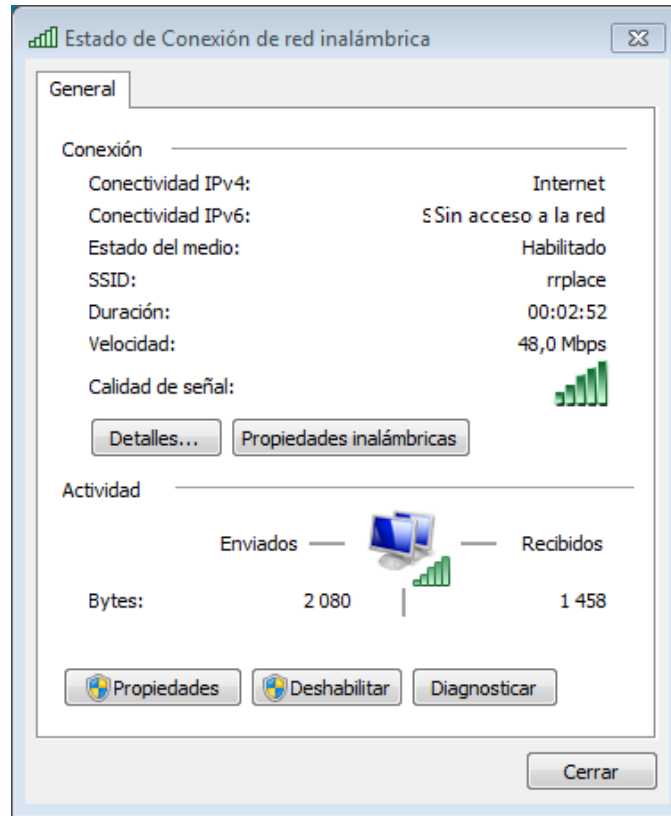 Estado de Conexión de red inalámbrica
General
Conexión
Conectividad IPv4: Internet
Conectividad IPv6: SSin acceso a la red
Estado del medio: Habilitado
SSID: rrplace
Duración: 00:02:52
Velocidad: 48,0 Mbps
Calidad de señal:
Detalles... Propiedades inalámbricas
Actividad
Enviados Recibidos
Bytes: 2 080 1 458
Propiedades Deshabilitar Diagnosticar
Cerrar